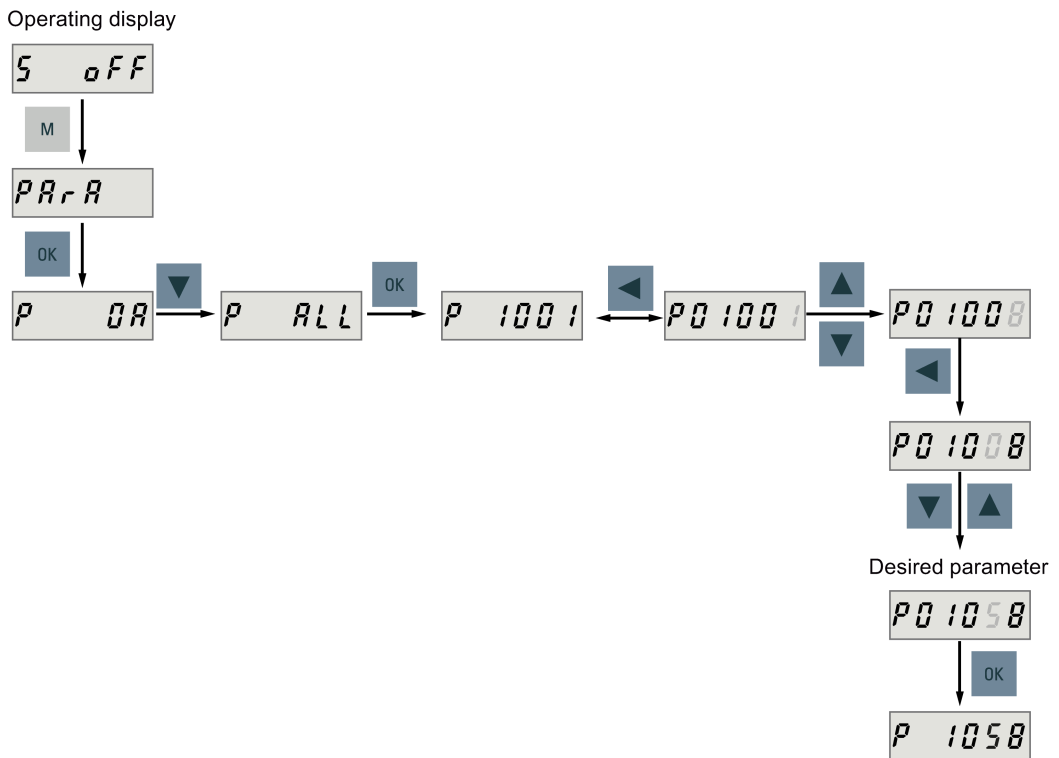 Operating display
S oFF
M
PArA
OK
P 0A
P ALL
OK
P 1001
P01001
P01008
P01008
Desired parameter
P01058
OK
P 1058